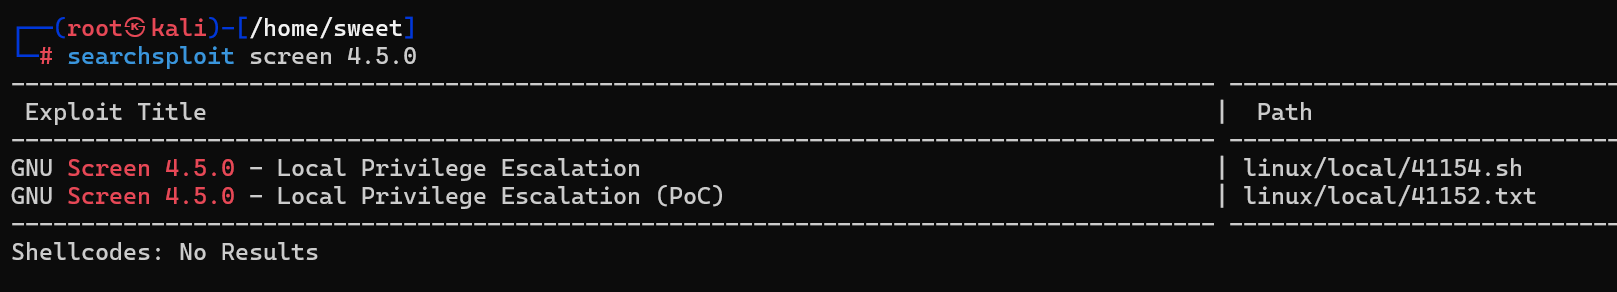 ┌──(root㉿kali)-[/home/sweet]
└─# searchsploit screen 4.5.0
-------------------------------------------------------------------------------------- ----------------------------
 Exploit Title                                                                        |  Path
-------------------------------------------------------------------------------------- ----------------------------
GNU Screen 4.5.0 - Local Privilege Escalation                                         | linux/local/41154.sh
GNU Screen 4.5.0 - Local Privilege Escalation (PoC)                                   | linux/local/41152.txt
-------------------------------------------------------------------------------------- ----------------------------
Shellcodes: No Results